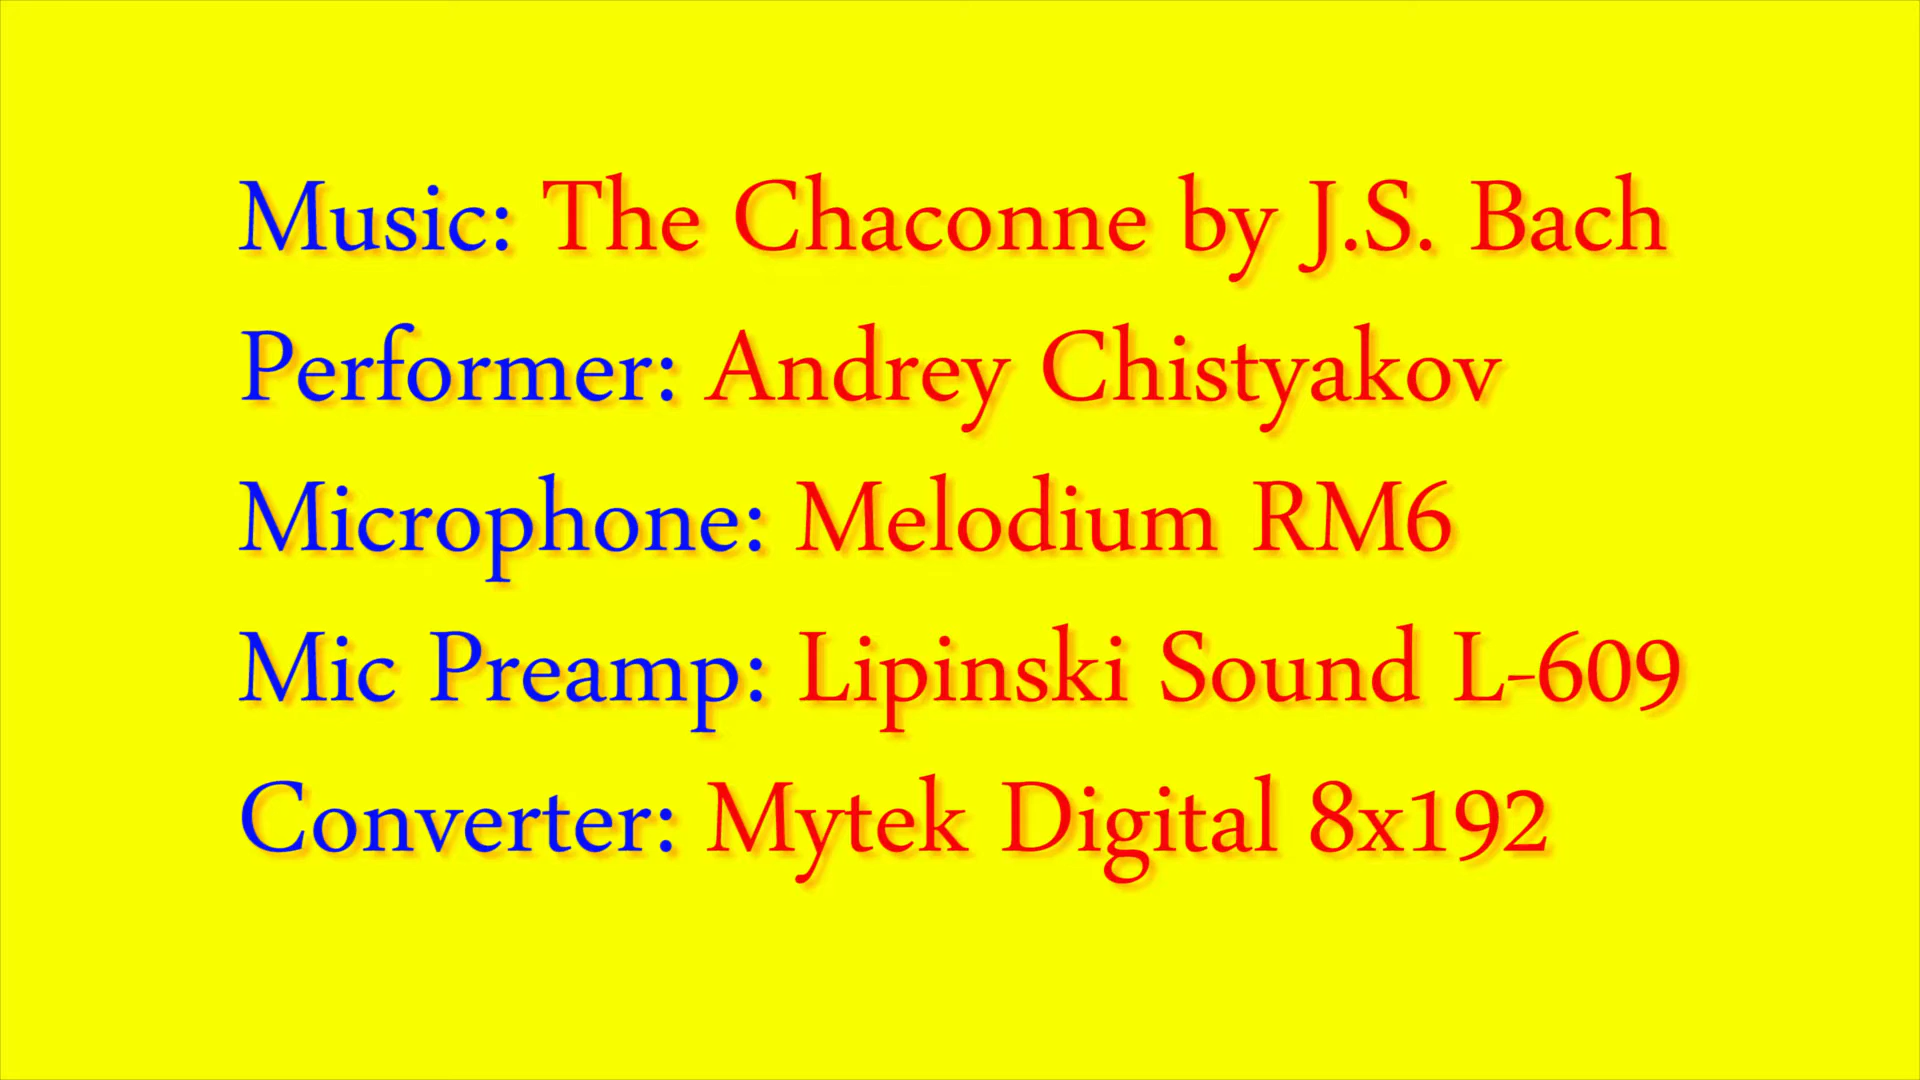 Music: The Chaconne by J.S. Bach
Performer: Andrey Chistyakov
Microphone: Melodium RM6
Mic Preamp: Lipinski Sound L-609
Converter: Mytek Digital 8x192